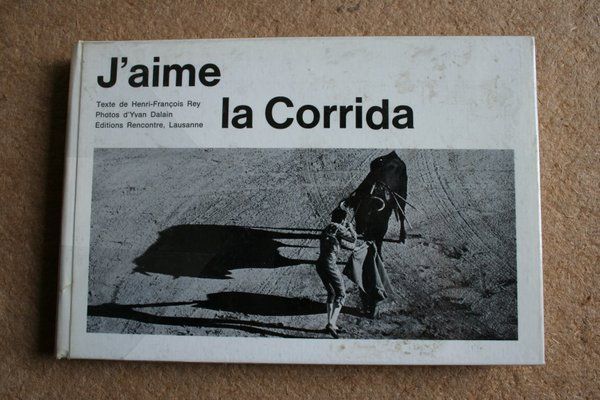 J'aime
la Corrida
Texte de Henri-François Rey
Photos d'Yvan Dalain
Editions Rencontre, Lausanne